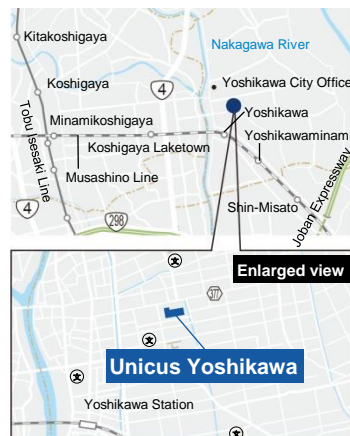 Kitakoshigaya
Nakagawa River
4
Yoshikawa City Office
Koshigaya
Minamikoshigaya
Yoshikawa
Koshigaya Laketown
Yoshikawaminam
Tobu Isesaki Line
Musashino Line
Shin-Misato
4
298
Joban Expressway
Enlarged view
377
Unicus Yoshikawa
Yoshikawa Station